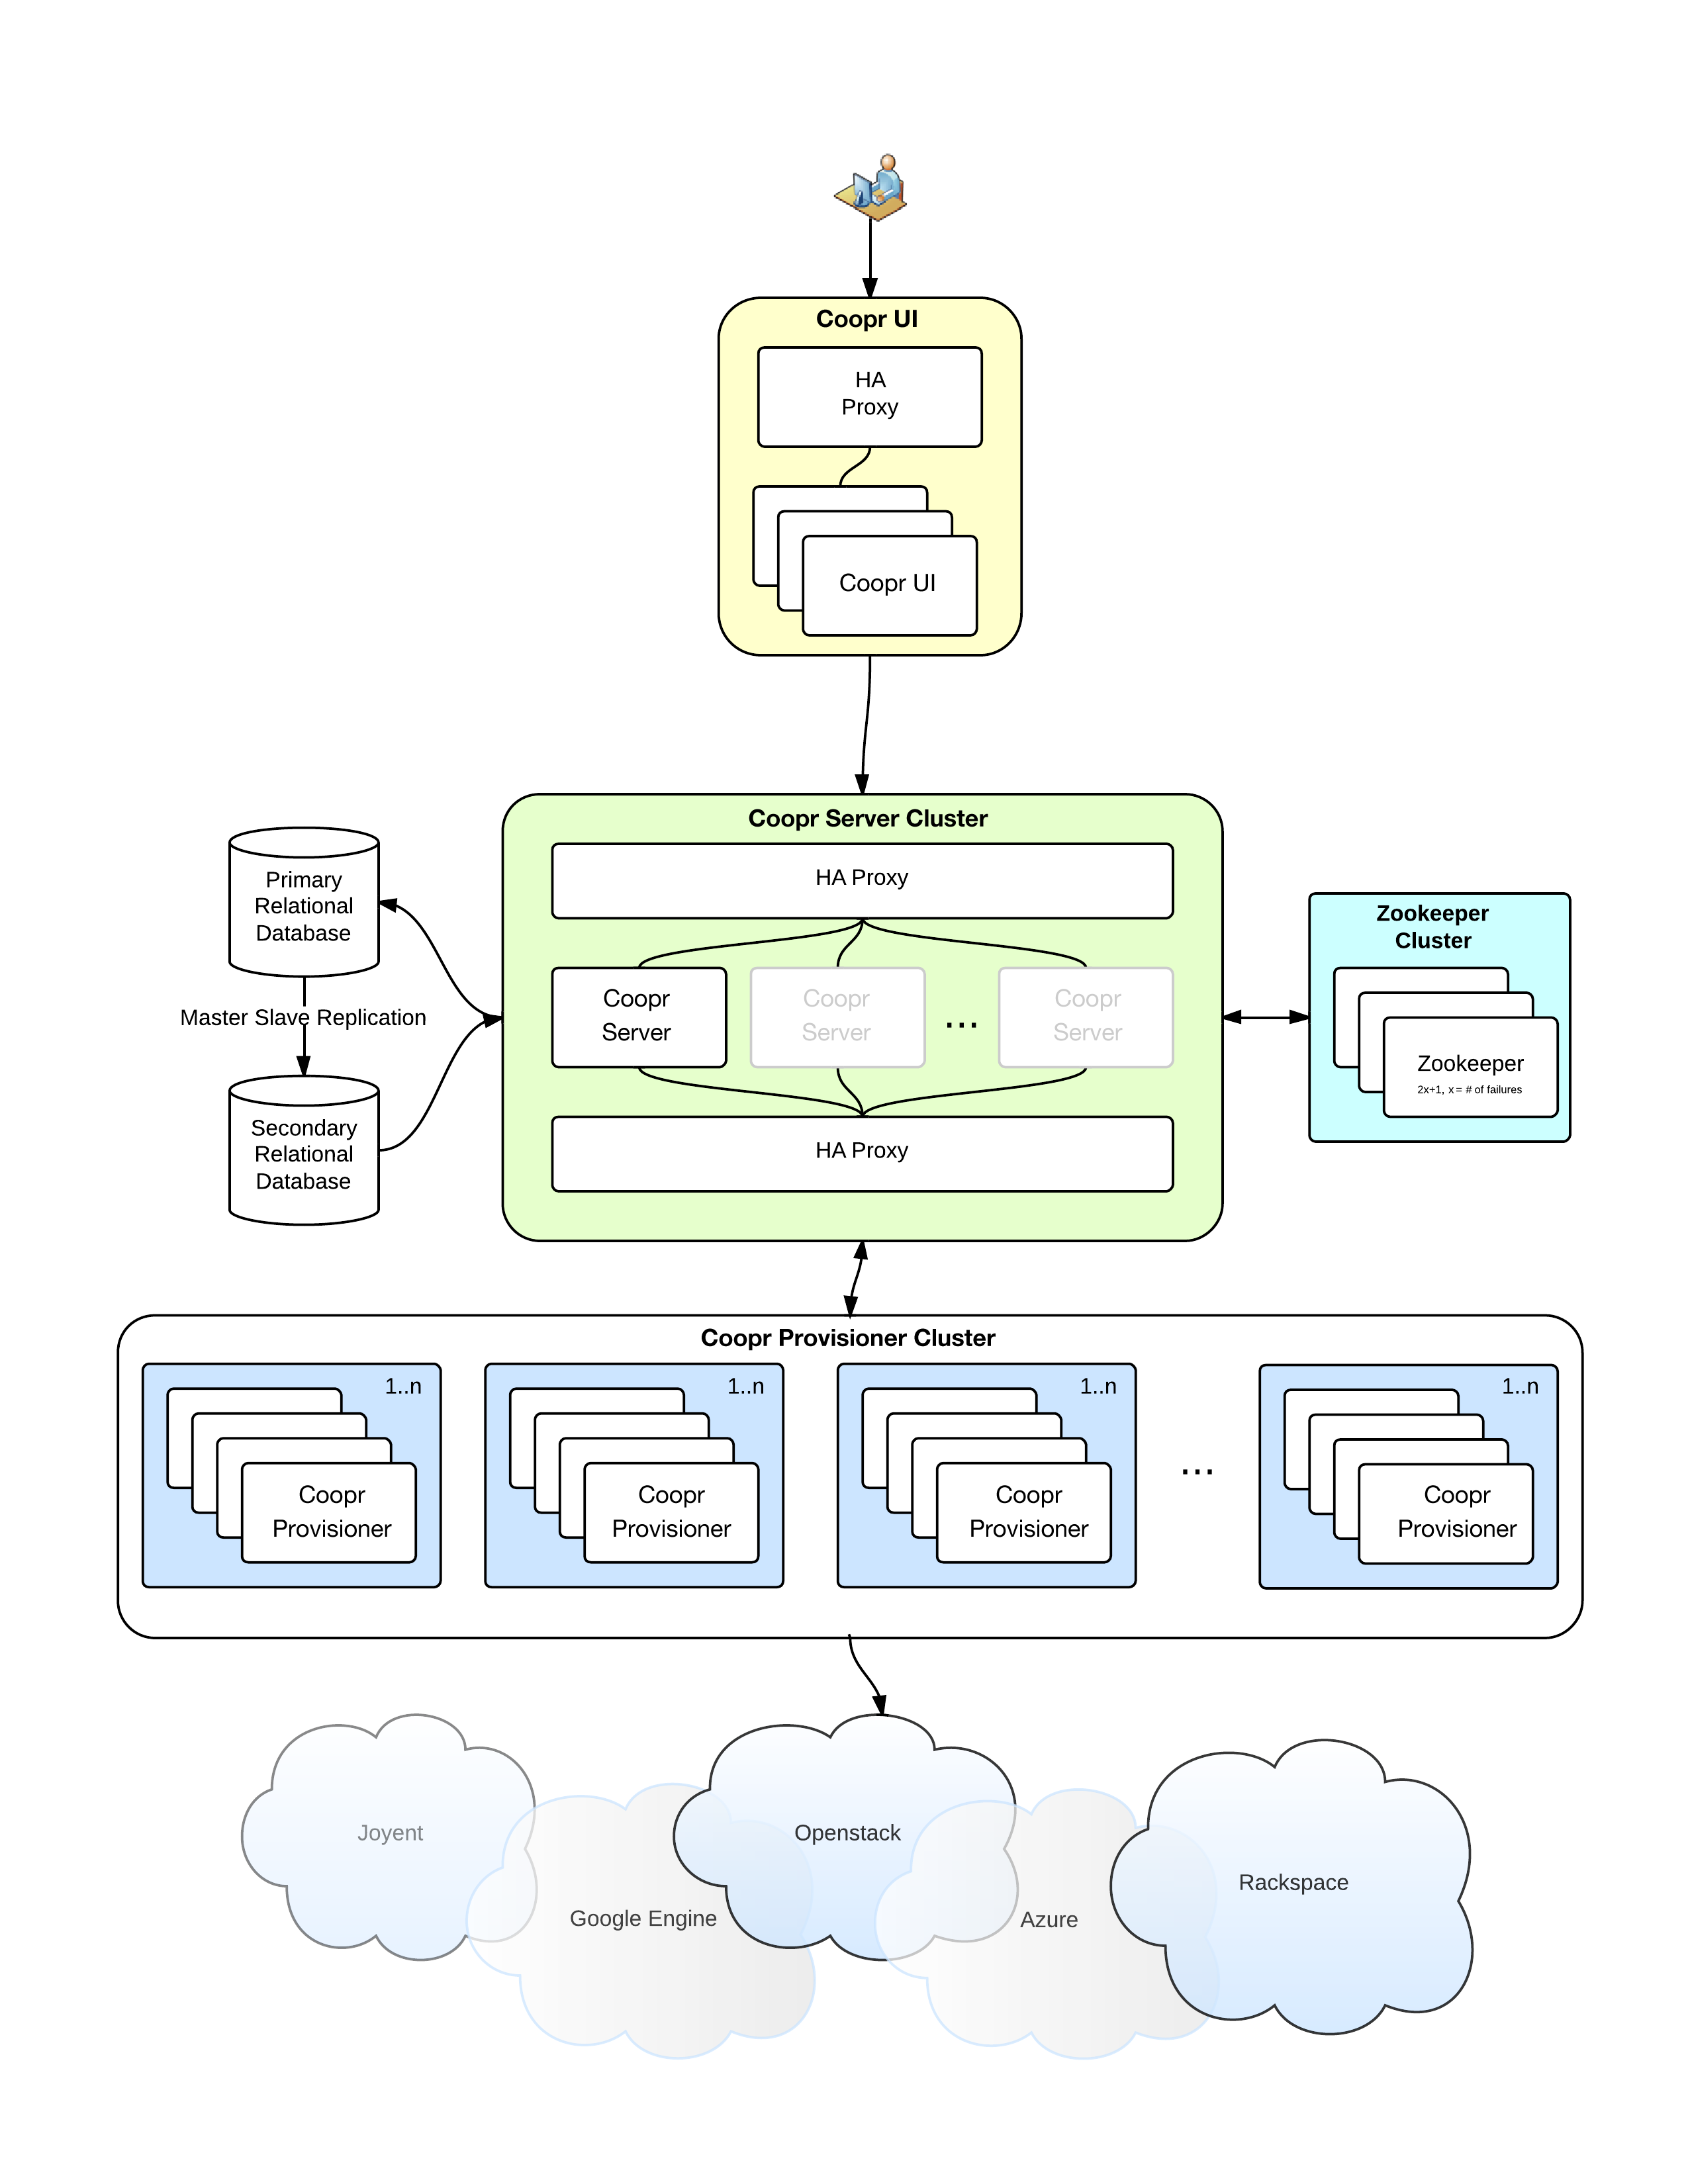 Coopr UI
HA
Proxy
Coopr UI
Coopr Server Cluster
HA Proxy
Primary
Relational
Database
Master Slave Replication
Secondary
Relational
Database
Coopr
Server
Coopr
Server
...
Coopr
Server
HA Proxy
Zookeeper
Cluster
Zookeeper
2x+1, x = # of failures
Coopr Provisioner Cluster
1..n
Coopr
Provisioner
1..n
Coopr
Provisioner
1..n
Coopr
Provisioner
...
1..n
Coopr
Provisioner
Joyent
Google Engine
Openstack
Azure
Rackspace